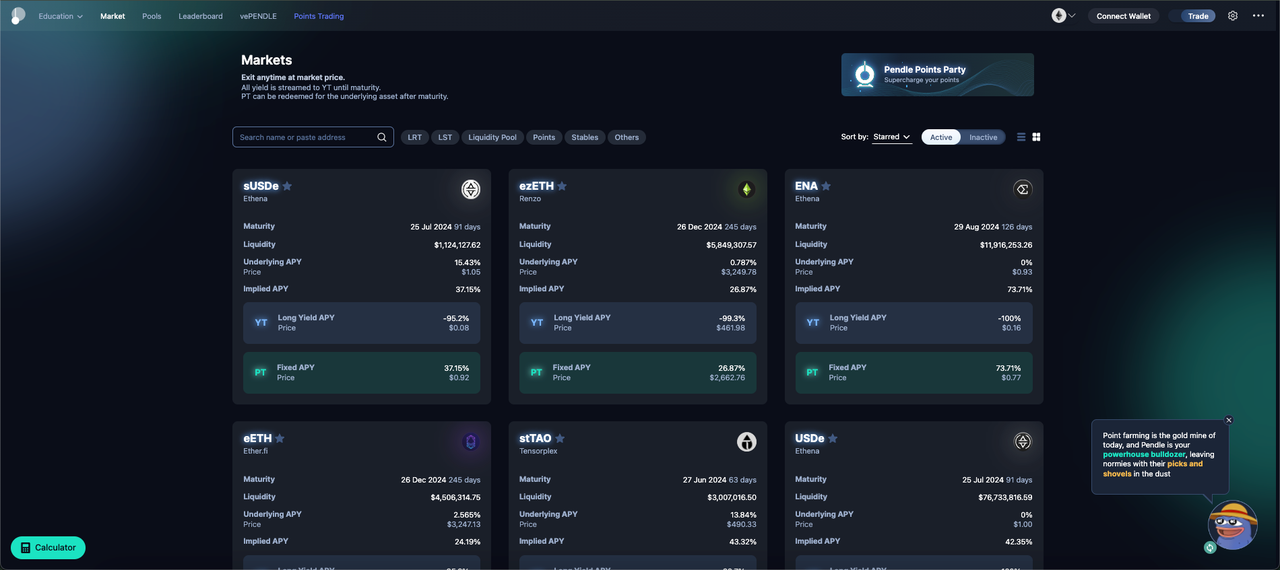 Education
Market
Pools
Leaderboard
vePENDLE
Points Trading
Connect Wallet
Trade
Markets
Exit anytime at market price.
All yield is streamed to YT until maturity.
PT can be redeemed for the underlying asset after maturity.
Pendle Points Party
Supercharge your points
Search name or paste address
LRT
LST
Liquidity Pool
Points
Stables
Others
Sort by: Starred
Active
Inactive
sUSDe
Ethena
Maturity 25 Jul 2024 91 days
Liquidity $1,124,127.62
Underlying APY 15.43%
Price $1.05
Implied APY 37.15%
YT
Long Yield APY -95.2%
Price $0.08
PT
Fixed APY 37.15%
Price $0.92
ezETH
Renzo
Maturity 26 Dec 2024 245 days
Liquidity $5,849,307.57
Underlying APY 0.787%
Price $3,249.78
Implied APY 26.87%
YT
Long Yield APY -99.3%
Price $461.98
PT
Fixed APY 26.87%
Price $2,662.76
ENA
Ethena
Maturity 29 Aug 2024 126 days
Liquidity $11,916,253.26
Underlying APY 0%
Price $0.93
Implied APY 73.71%
YT
Long Yield APY -100%
Price $0.16
PT
Fixed APY 73.71%
Price $0.77
eETH
Ether.fi
Maturity 26 Dec 2024 245 days
Liquidity $4,506,314.75
Underlying APY 2.565%
Price $3,247.13
Implied APY 24.19%
stTAO
Tensorplex
Maturity 27 Jun 2024 63 days
Liquidity $3,007,016.50
Underlying APY 13.84%
Price $490.33
Implied APY 43.32%
USDe
Ethena
Maturity 25 Jul 2024 91 days
Liquidity $76,733,816.59
Underlying APY 0%
Price $1.00
Implied APY 42.35%
Point farming is the gold mine of
today, and Pendle is your
powerhouse bulldozer, leaving
normies with their picks and
shovels in the dust
Calculator